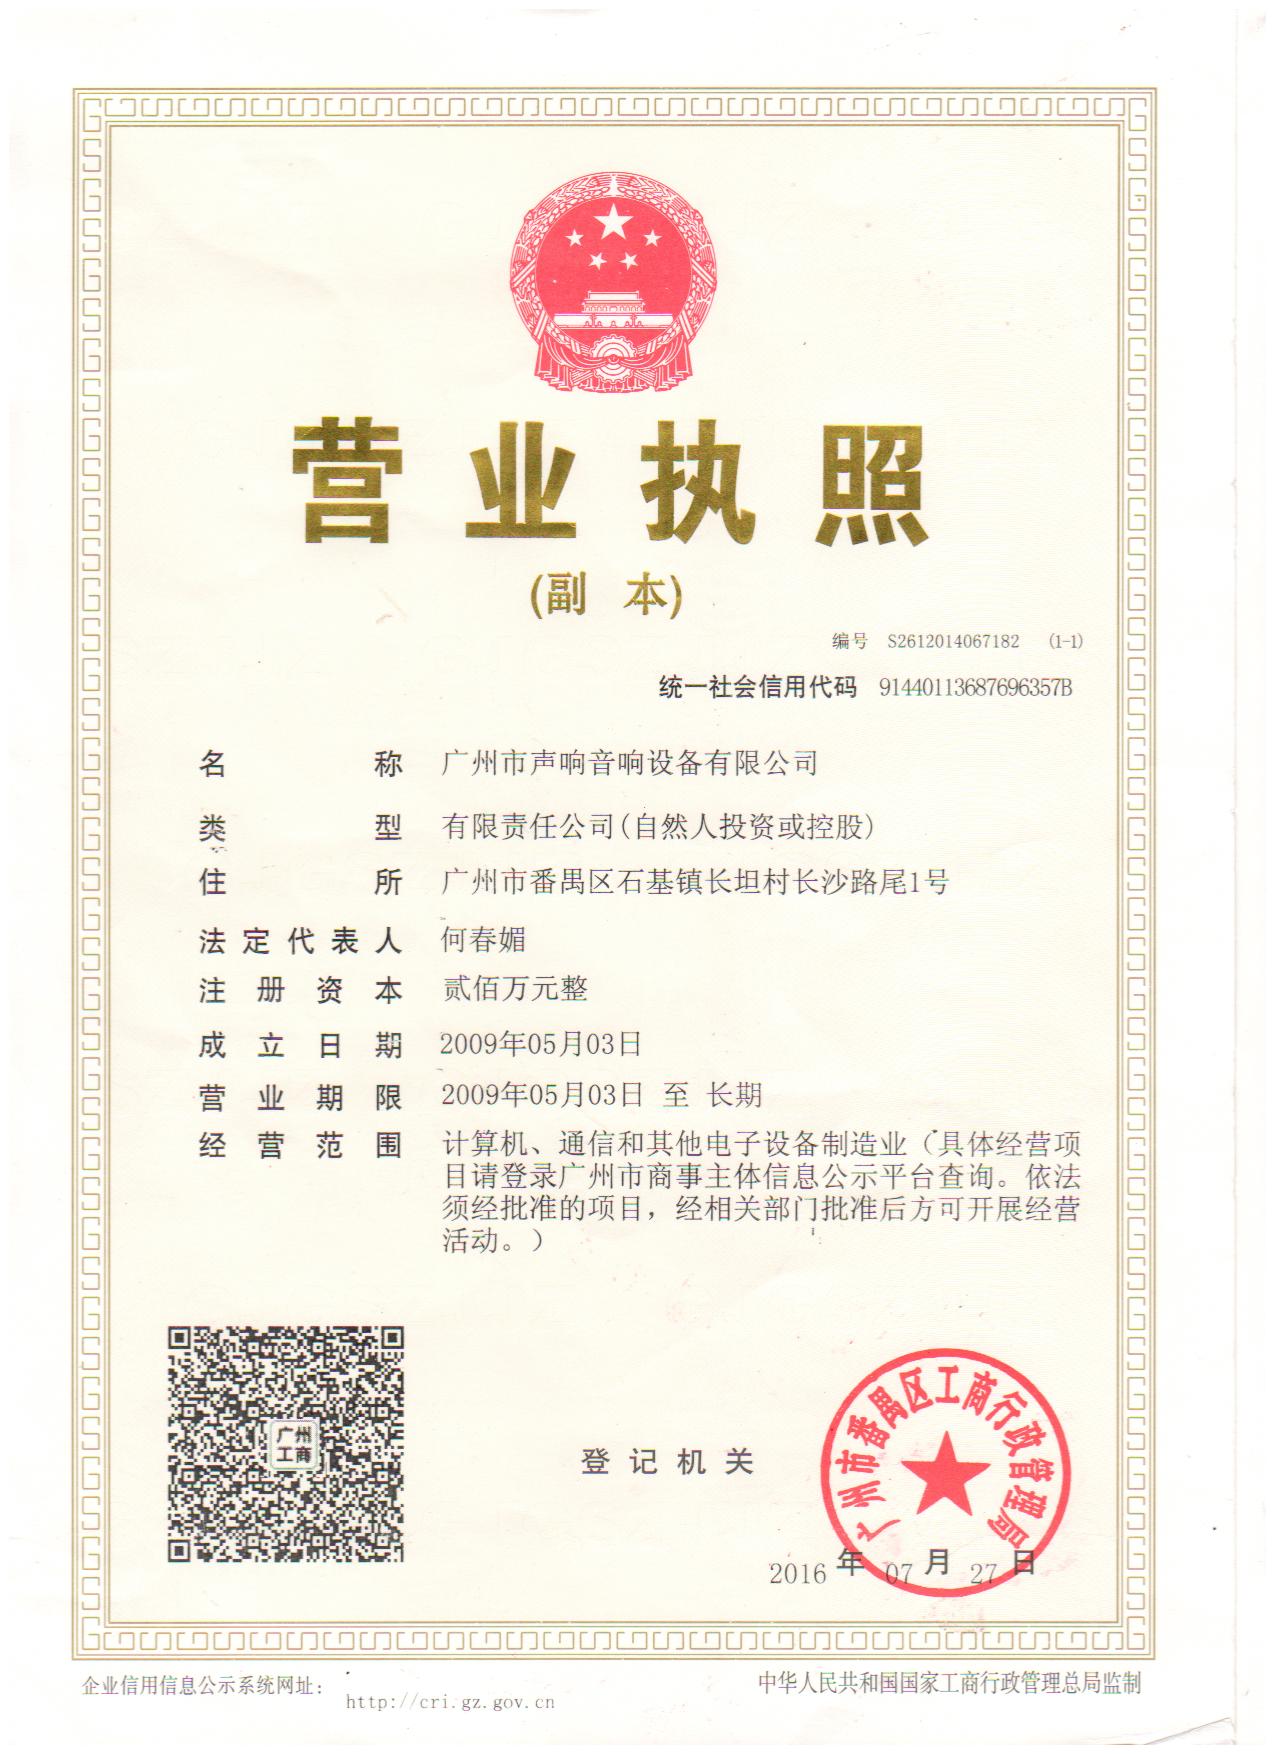 营业执照
(副 本)
编号 S2612014067182 (1-1)
统一社会信用代码 91440113687696357B
名称 广州市声响音响设备有限公司
类型 有限责任公司(自然人投资或控股)
住所 广州市番禺区石基镇长坦村长沙路尾1号
法定代表人 何春媚
注册资本 贰佰万元整
成立日期 2009年05月03日
营业期限 2009年05月03日 至 长期
经营范围 计算机、通信和其他电子设备制造业（具体经营项
目请登录广州市商事主体信息公示平台查询。依法
须经批准的项目，经相关部门批准后方可开展经营
活动。）
广州
工商
登记机关
广州市番禺区工商行政管理局
2016 年 07 月 27 日
企业信用信息公示系统网址：
http://cri.gz.gov.cn
中华人民共和国国家工商行政管理总局监制